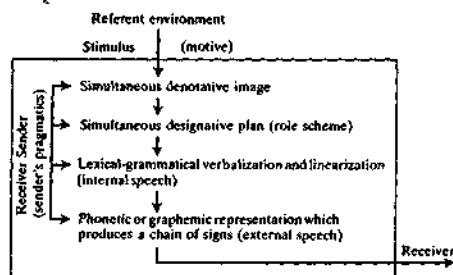 Referent environment
Stimulus (motive)
Simultaneous denotative image
Simultaneous designative plan (role scheme)
Lexical-grammatical verbalization and linearization
(internal speech)
Phonetic or graphemic representation which
produces a chain of signs (external speech)
Receiver
Receiver Sender
(sender's pragmatics)